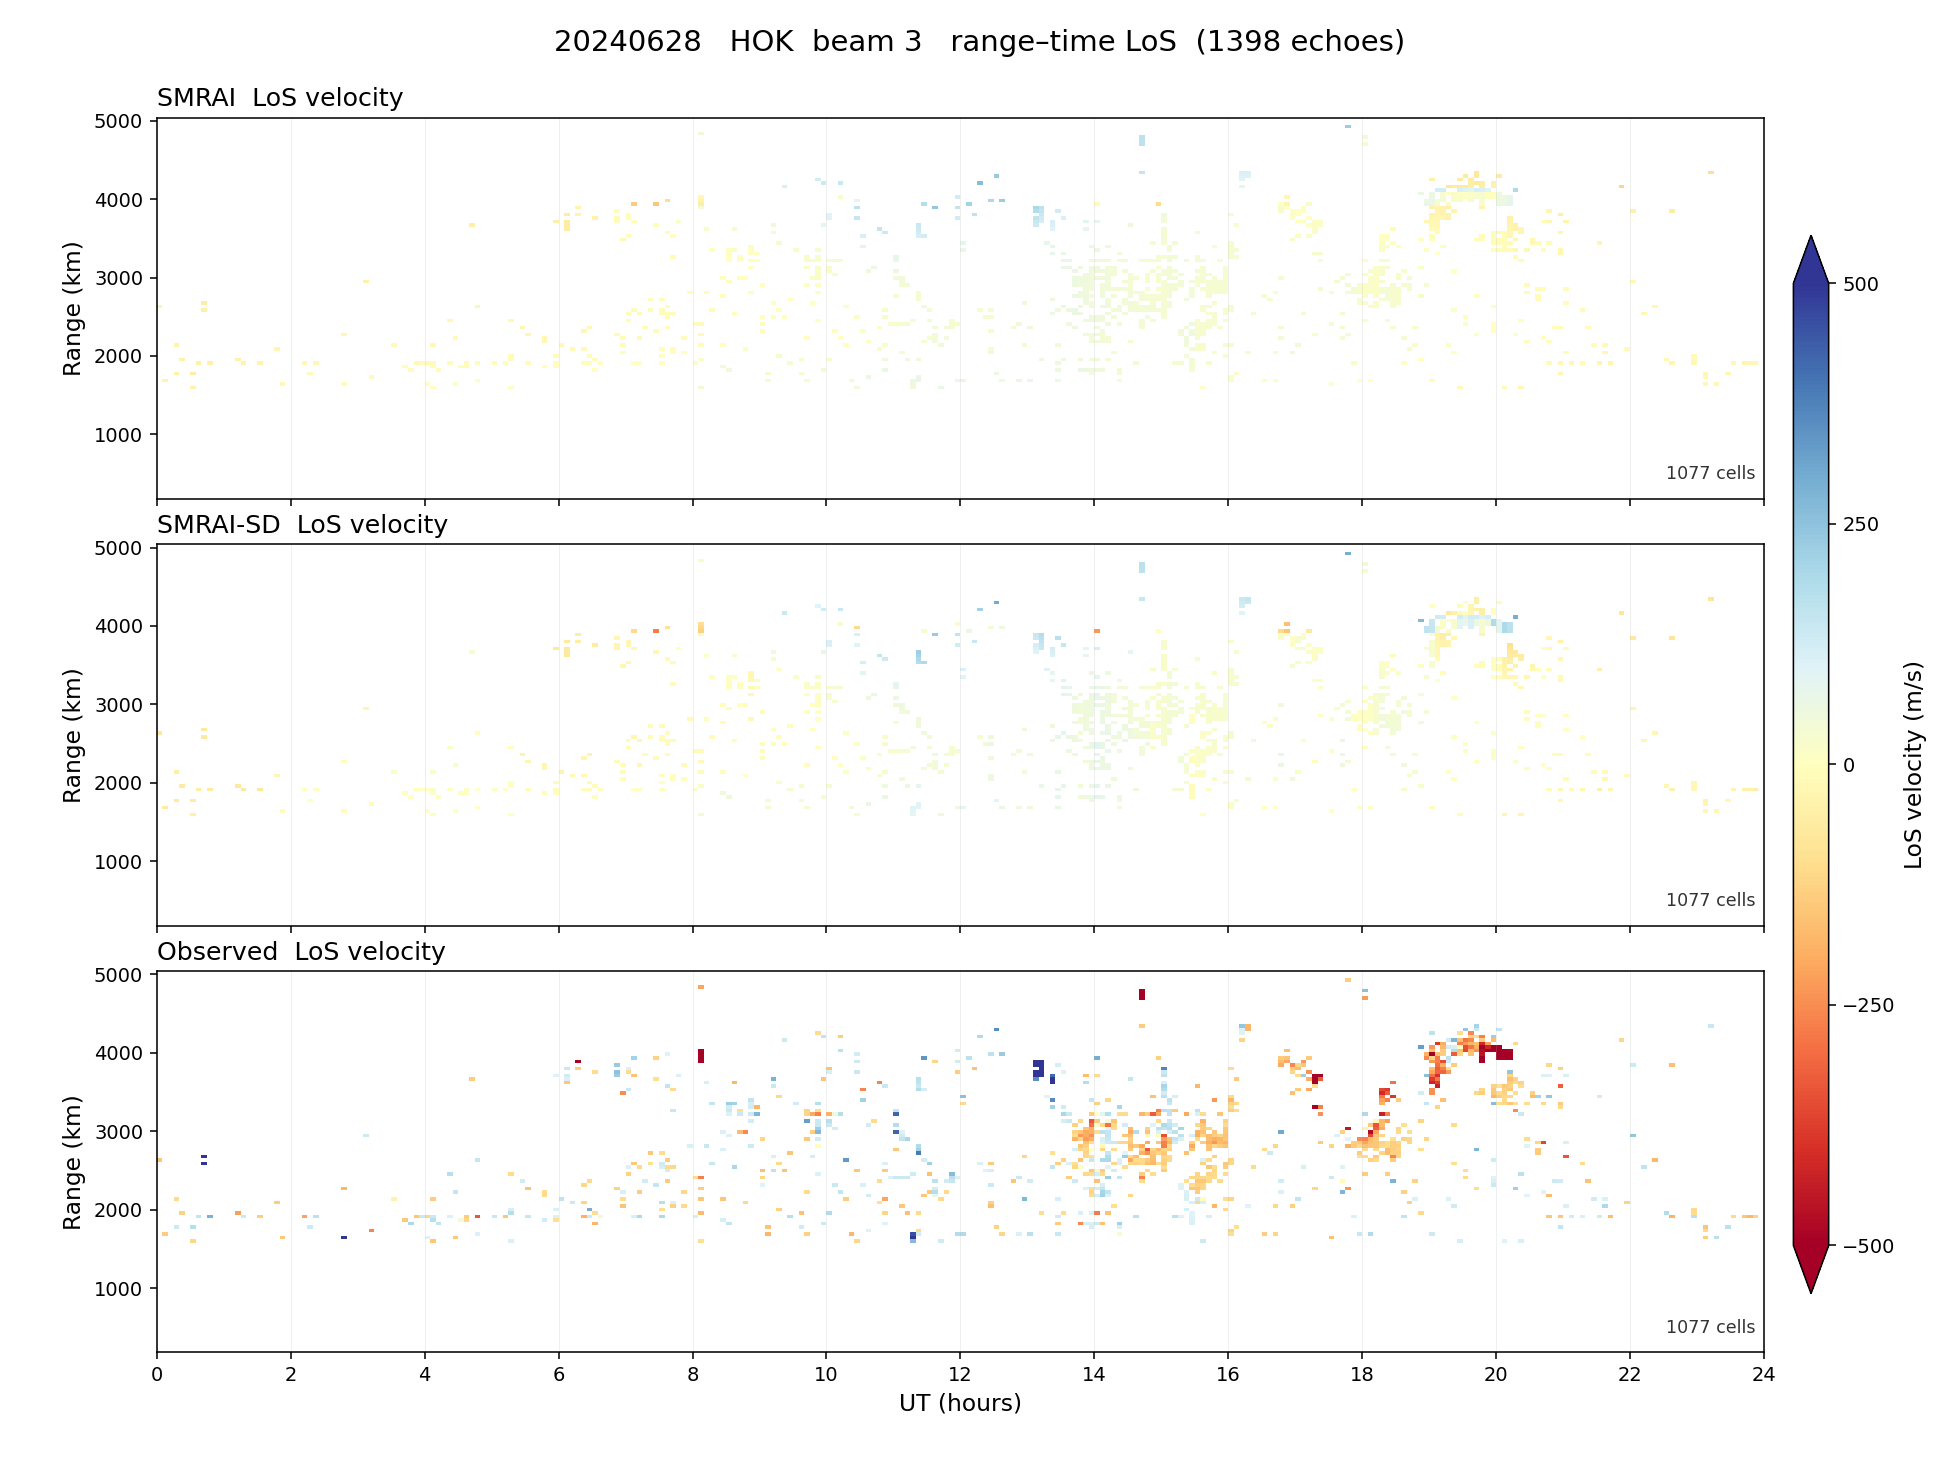 20240628   HOK  beam 3   range–time LoS  (1398 echoes)
SMRAI  LoS velocity
5000
4000
3000
2000
1000
Range (km)
1077 cells
SMRAI-SD  LoS velocity
5000
4000
3000
2000
1000
Range (km)
1077 cells
Observed  LoS velocity
5000
4000
3000
2000
1000
Range (km)
1077 cells
0 2 4 6 8 10 12 14 16 18 20 22 24
UT (hours)
500
250
0
−250
−500
LoS velocity (m/s)